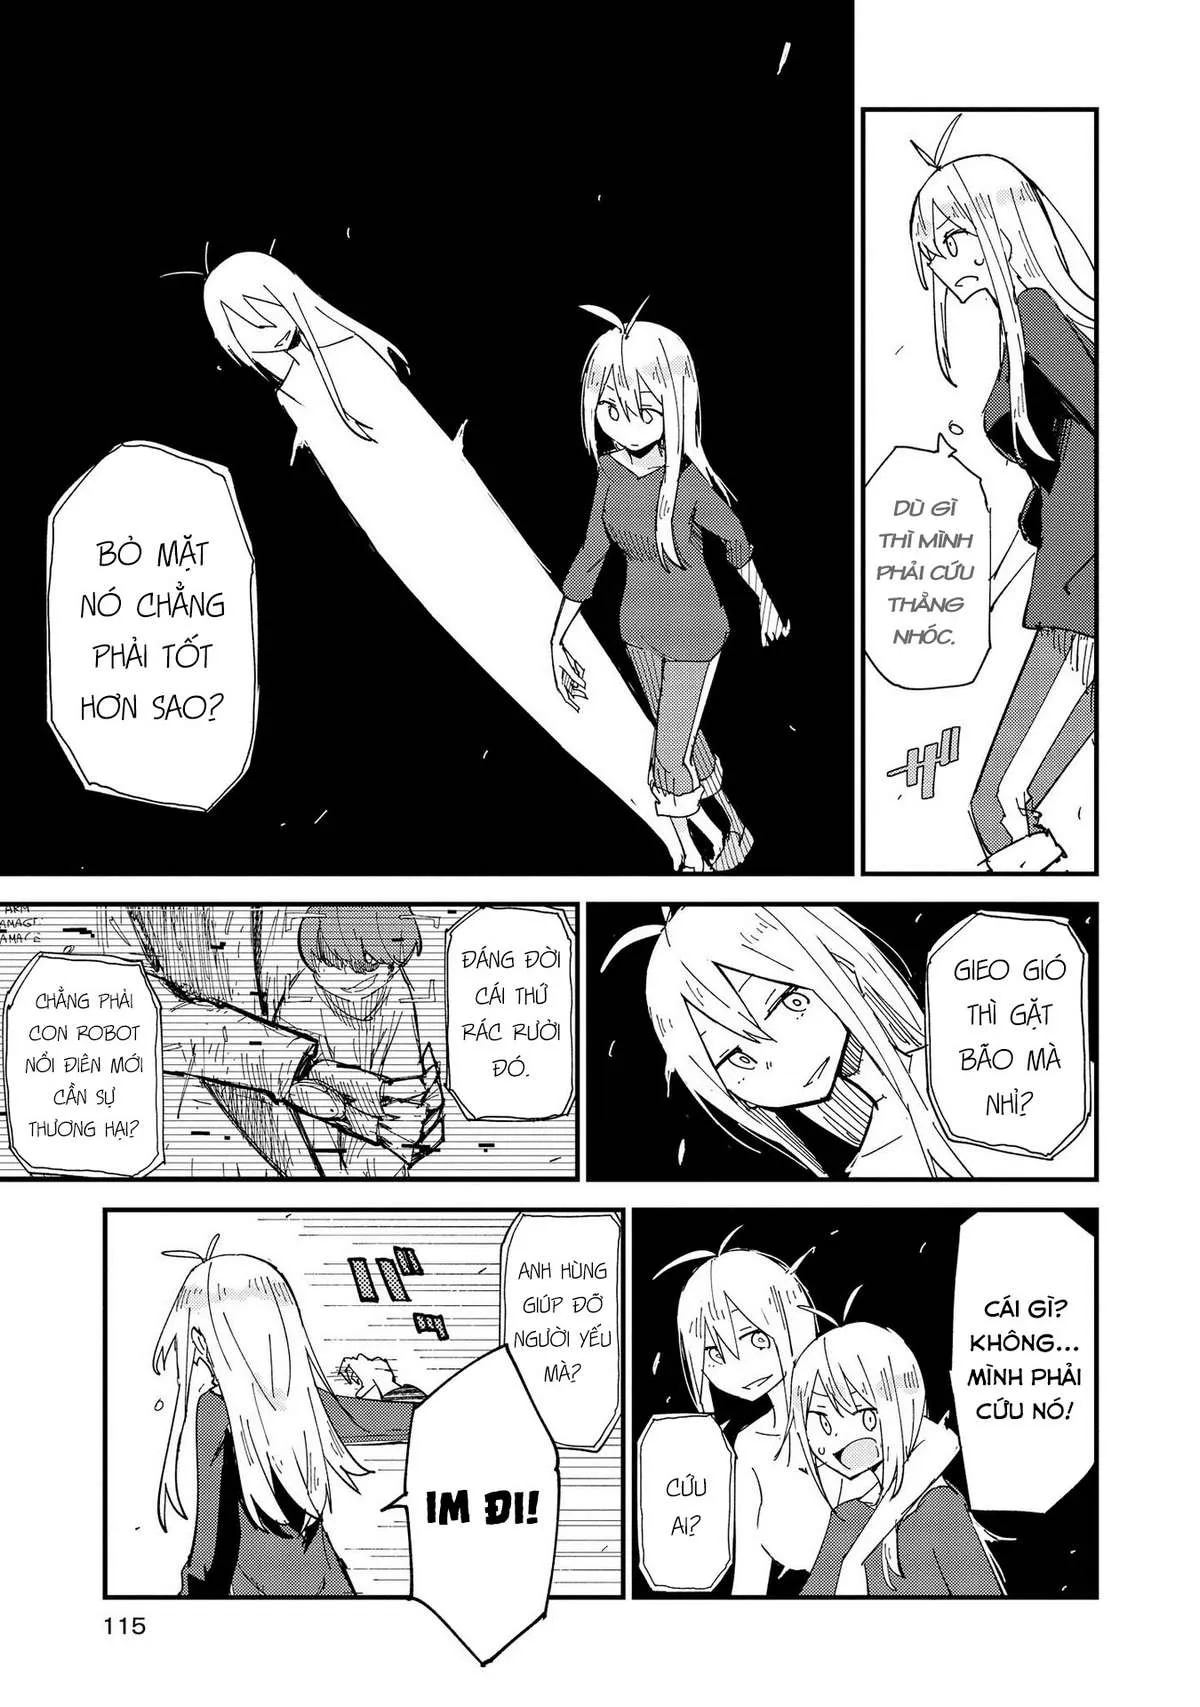 DÙ GÌ
THÌ MÌNH
PHẢI CỨU
THẰNG
NHÓC.
BỎ MẶT
NÓ CHẲNG
PHẢI TỐT
HƠN SAO?
GIEO GIÓ
THÌ GẶT
BÃO MÀ
NHỈ?
ĐÁNG ĐỜI
CÁI THỨ
RÁC RƯỞI
ĐÓ.
CHẲNG PHẢI
CON ROBOT
NỔI ĐIÊN MỚI
CẦN SỰ
THƯƠNG HẠI?
CÁI GÌ?
KHÔNG...
MÌNH PHẢI
CỨU NÓ!
CỨU
AI?
ANH HÙNG
GIÚP ĐỠ
NGƯỜI YẾU
MÀ?
IM ĐI!
115